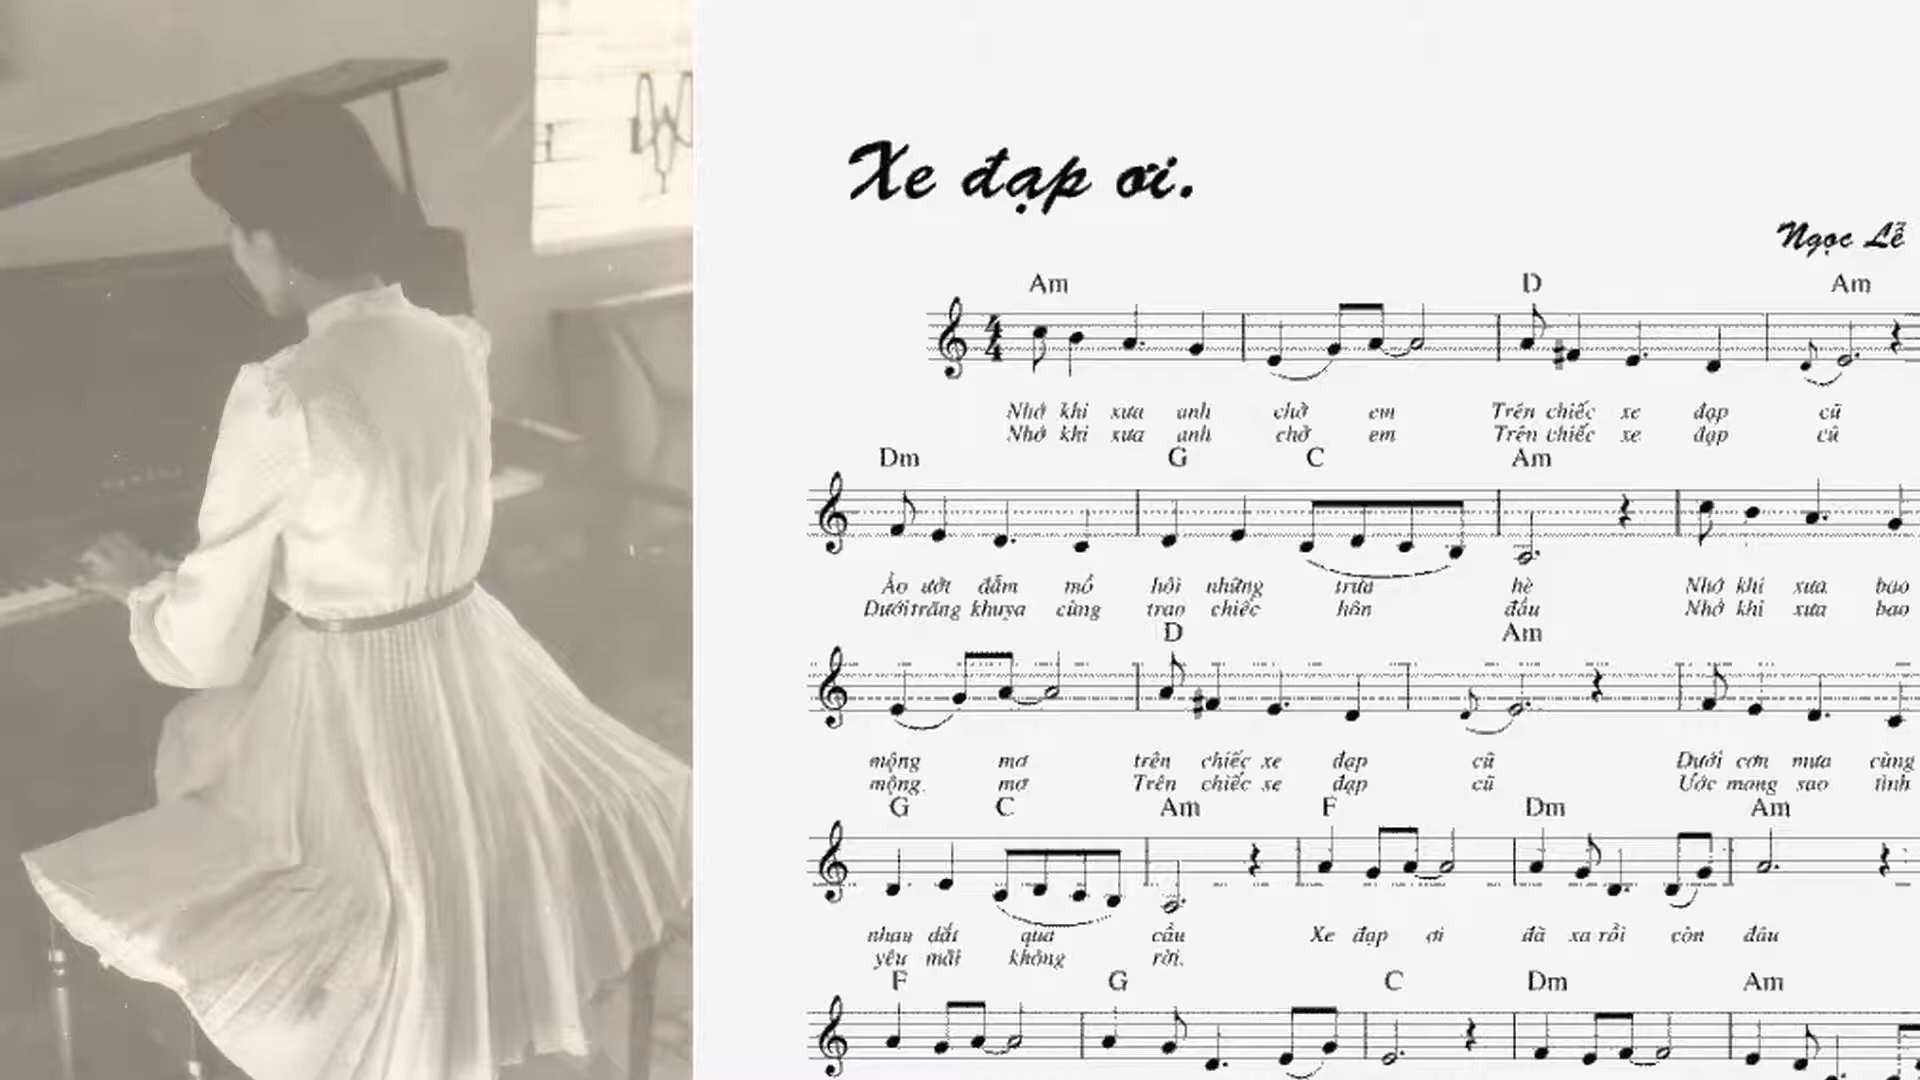 Xe đạp ơi.
Ngọc Lễ
Am D Am
4
4
Nhớ khi xưa anh chở em Trên chiếc xe đạp cũ
Nhớ khi xưa anh chở em Trên chiếc xe đạp cũ
Dm G C Am
Áo ướt đẫm mồ hôi những trưa hè Nhớ khi xưa bao
Dưới trăng khuya cùng trao chiếc hôn đầu Nhớ khi xưa bao
D Am
mộng mơ trên chiếc xe đạp cũ Dưới cơn mưa cùng
mộng mơ Trên chiếc xe đạp cũ Ước mong sao tình
G C Am F Dm Am
nhau dắt qua cầu Xe đạp ơi đã xa rồi còn đâu
yêu mãi không rời.
F G C Dm Am